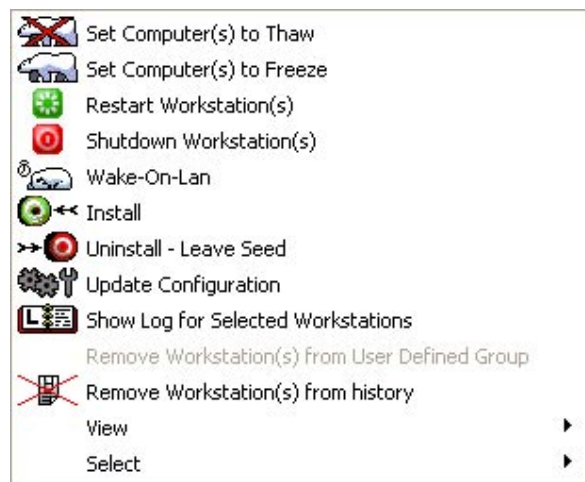 Set Computer(s) to Thaw
Set Computer(s) to Freeze
Restart Workstation(s)
Shutdown Workstation(s)
Wake-On-Lan
Install
Uninstall - Leave Seed
Update Configuration
Show Log for Selected Workstations
Remove Workstation(s) from User Defined Group
Remove Workstation(s) from history
View
Select